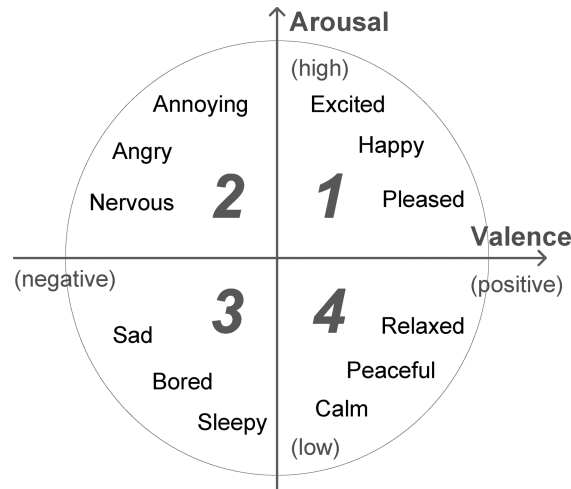 Arousal
(high)
Annoying
Excited
Angry
Happy
Nervous
2
1
Pleased
Valence
(negative)
(positive)
3
4
Sad
Relaxed
Bored
Peaceful
Sleepy
Calm
(low)